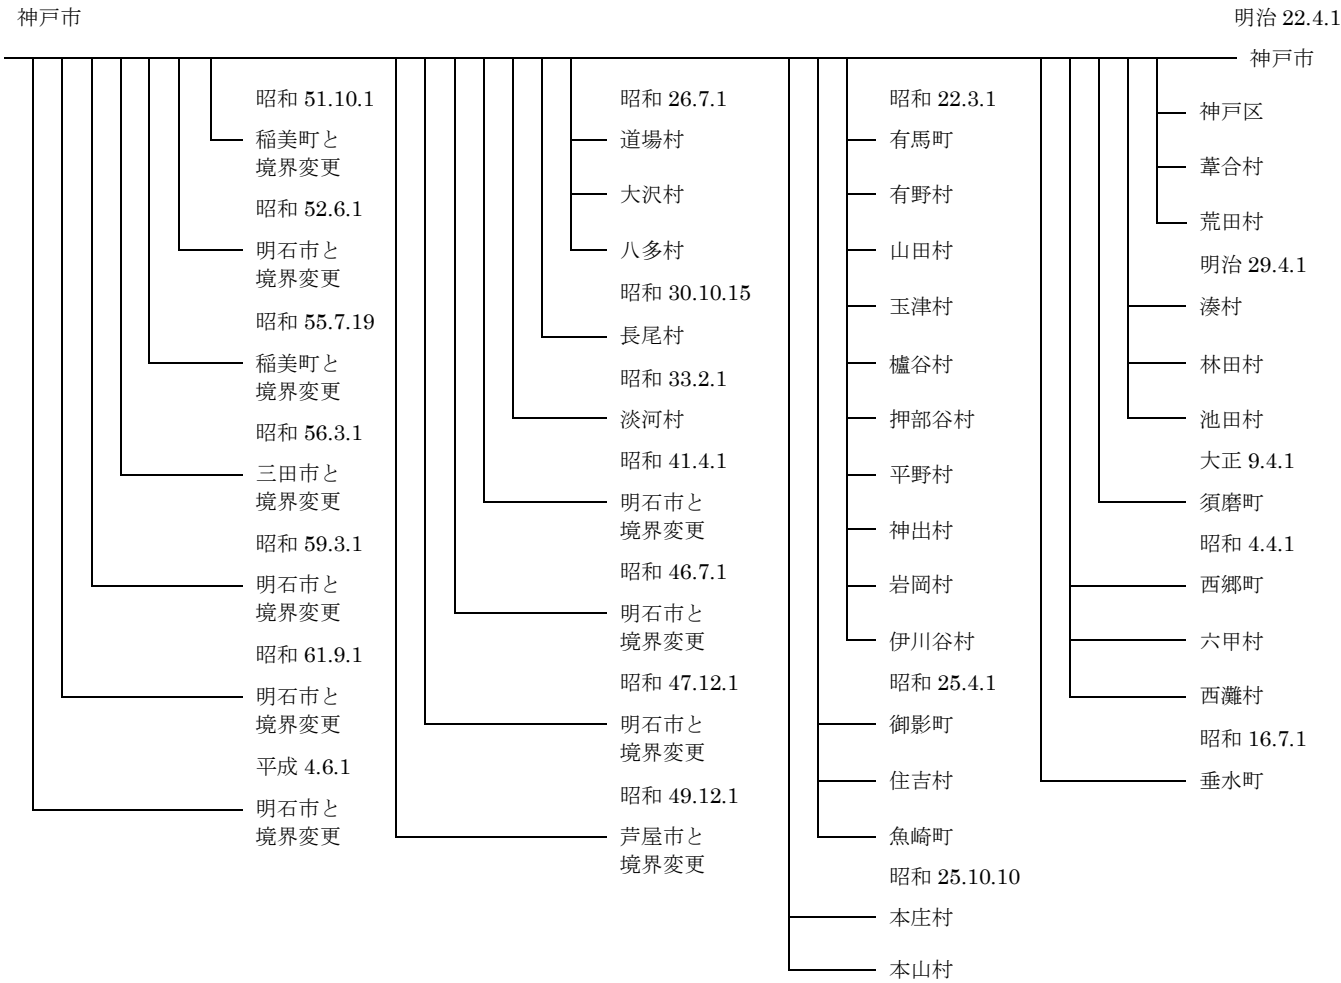 神戸市
明治 22.4.1
神戸市
神戸区
葺合村
荒田村
明治 29.4.1
湊村
林田村
池田村
大正 9.4.1
須磨町
昭和 4.4.1
西郷町
六甲村
西灘村
昭和 16.7.1
垂水町
昭和 22.3.1
有馬町
有野村
山田村
玉津村
櫨谷村
押部谷村
平野村
神出村
岩岡村
伊川谷村
昭和 25.4.1
御影町
住吉村
魚崎町
昭和 25.10.10
本庄村
本山村
昭和 26.7.1
道場村
大沢村
八多村
昭和 30.10.15
長尾村
昭和 33.2.1
淡河村
昭和 41.4.1
明石市と
境界変更
昭和 46.7.1
明石市と
境界変更
昭和 47.12.1
明石市と
境界変更
昭和 49.12.1
芦屋市と
境界変更
昭和 51.10.1
稲美町と
境界変更
昭和 52.6.1
明石市と
境界変更
昭和 55.7.19
稲美町と
境界変更
昭和 56.3.1
三田市と
境界変更
昭和 59.3.1
明石市と
境界変更
昭和 61.9.1
明石市と
境界変更
平成 4.6.1
明石市と
境界変更